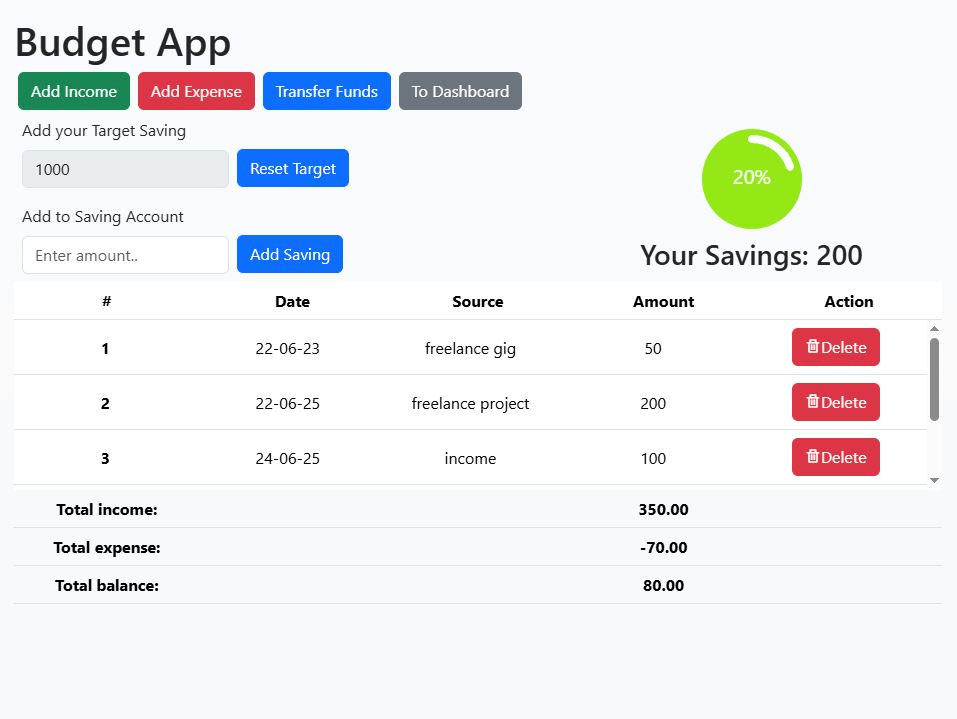 Budget App
Add Income Add Expense Transfer Funds To Dashboard
Add your Target Saving
1000 Reset Target
20%
Add to Saving Account
Enter amount.. Add Saving
Your Savings: 200
# Date Source Amount Action
1 22-06-23 freelance gig 50 Delete
2 22-06-25 freelance project 200 Delete
3 24-06-25 income 100 Delete
Total income: 350.00
Total expense: -70.00
Total balance: 80.00